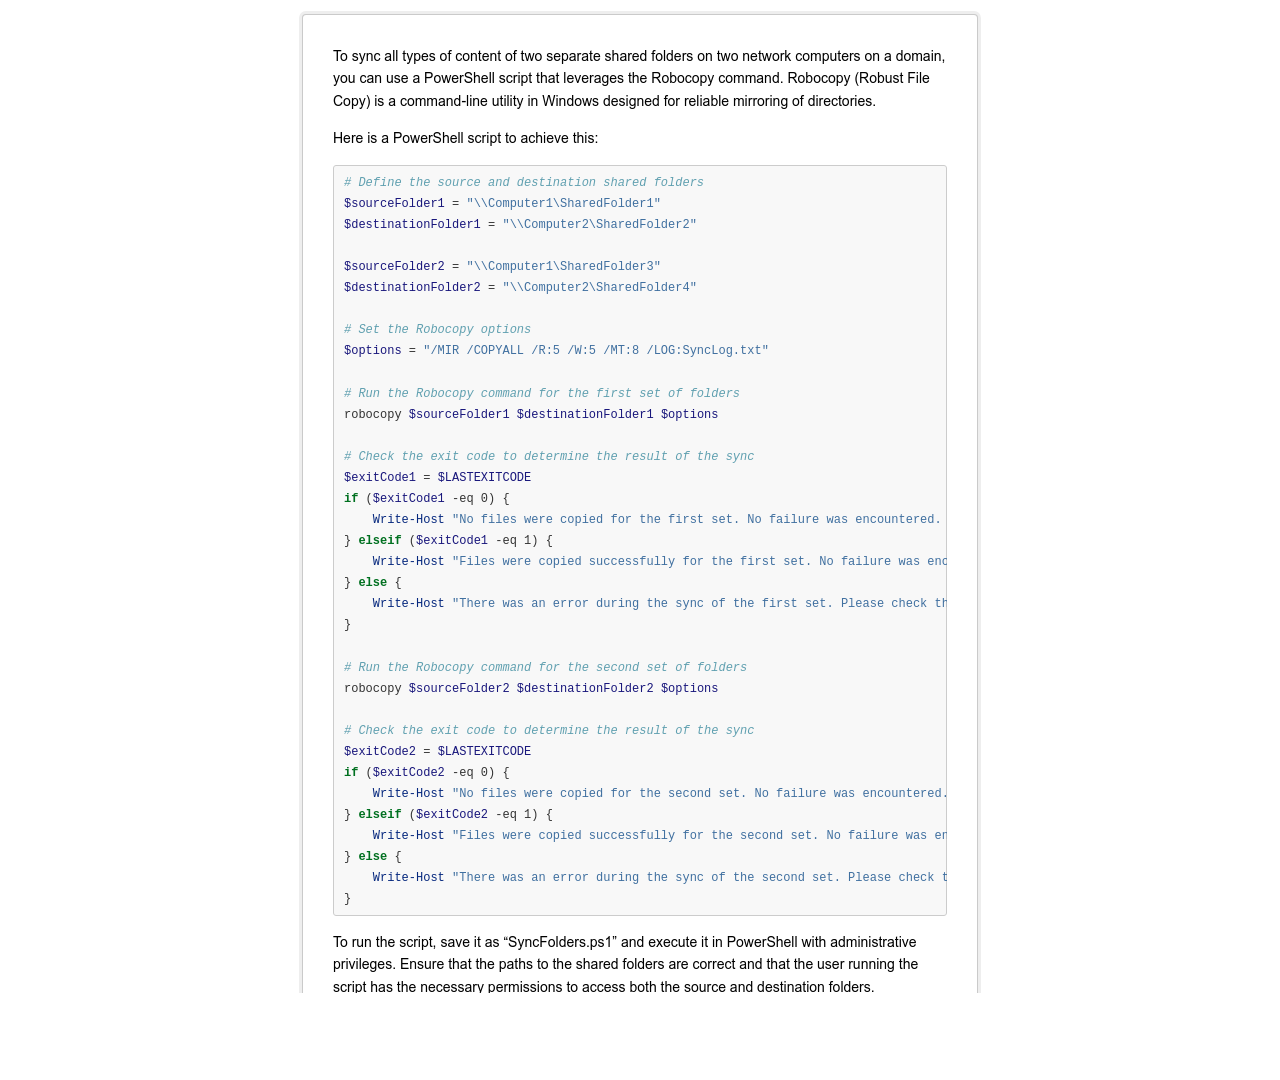 To sync all types of content of two separate shared folders on two network computers on a domain,
you can use a PowerShell script that leverages the Robocopy command. Robocopy (Robust File
Copy) is a command-line utility in Windows designed for reliable mirroring of directories.
Here is a PowerShell script to achieve this:
# Define the source and destination shared folders
$sourceFolder1 = "\\Computer1\SharedFolder1"
$destinationFolder1 = "\\Computer2\SharedFolder2"
$sourceFolder2 = "\\Computer1\SharedFolder3"
$destinationFolder2 = "\\Computer2\SharedFolder4"
# Set the Robocopy options
$options = "/MIR /COPYALL /R:5 /W:5 /MT:8 /LOG:SyncLog.txt"
# Run the Robocopy command for the first set of folders
robocopy $sourceFolder1 $destinationFolder1 $options
# Check the exit code to determine the result of the sync
$exitCode1 = $LASTEXITCODE
if ($exitCode1 -eq 0) {
    Write-Host "No files were copied for the first set. No failure was encountered.
} elseif ($exitCode1 -eq 1) {
    Write-Host "Files were copied successfully for the first set. No failure was enc
} else {
    Write-Host "There was an error during the sync of the first set. Please check th
}
# Run the Robocopy command for the second set of folders
robocopy $sourceFolder2 $destinationFolder2 $options
# Check the exit code to determine the result of the sync
$exitCode2 = $LASTEXITCODE
if ($exitCode2 -eq 0) {
    Write-Host "No files were copied for the second set. No failure was encountered.
} elseif ($exitCode2 -eq 1) {
    Write-Host "Files were copied successfully for the second set. No failure was en
} else {
    Write-Host "There was an error during the sync of the second set. Please check t
}
To run the script, save it as “SyncFolders.ps1” and execute it in PowerShell with administrative
privileges. Ensure that the paths to the shared folders are correct and that the user running the
script has the necessary permissions to access both the source and destination folders.